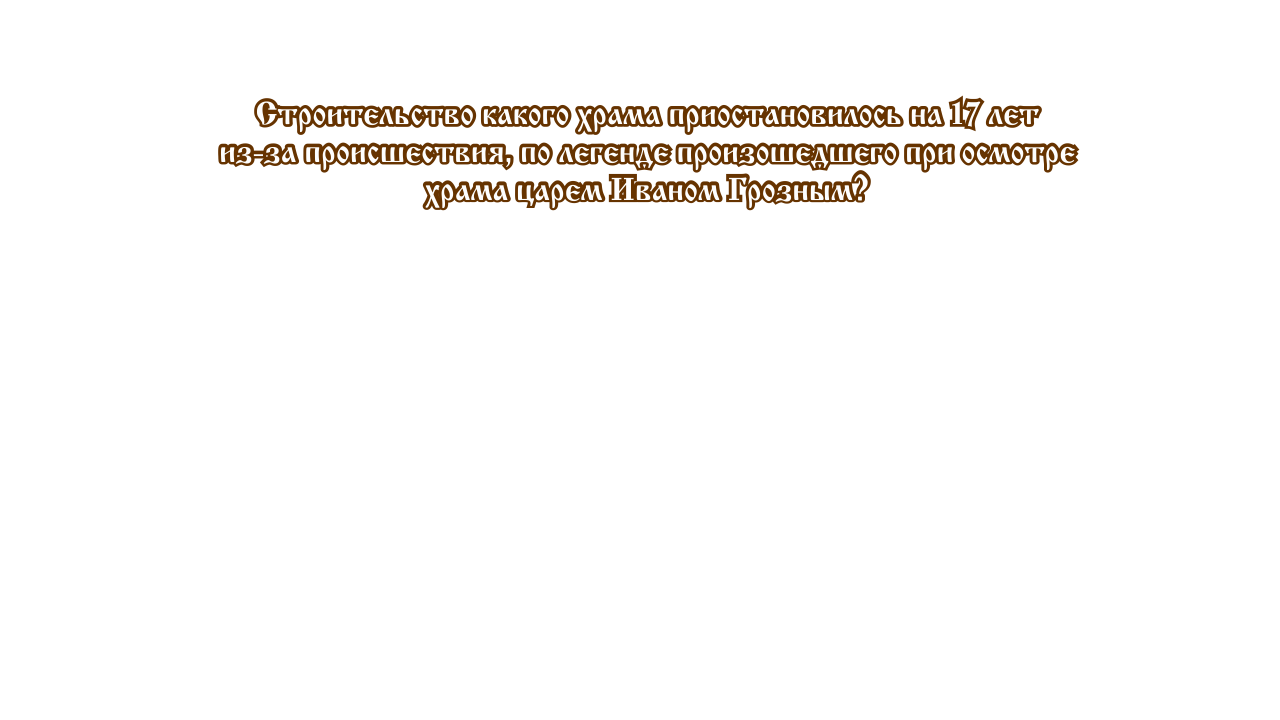 Строительство какого храма приостановилось на 17 лет
из-за происшествия, по легенде произошедшего при осмотре
храма царем Иваном Грозным?